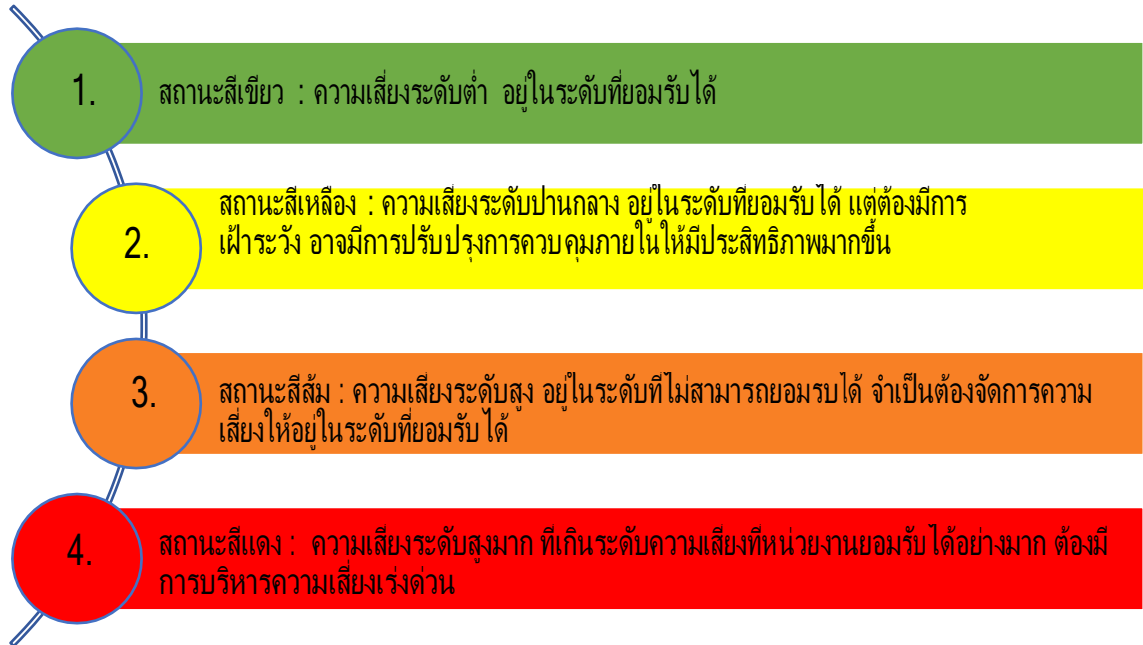 1.
สถานะสีเขียว : ความเสี่ยงระดับต่ำ อยู่ในระดับที่ยอมรับได้
2.
สถานะสีเหลือง : ความเสี่ยงระดับปานกลาง อยู่ในระดับที่ยอมรับได้ แต่ต้องมีการ
เฝ้าระวัง อาจมีการปรับปรุงการควบคุมภายในให้มีประสิทธิภาพมากขึ้น
3.
สถานะสีส้ม : ความเสี่ยงระดับสูง อยู่ในระดับที่ไม่สามารถยอมรบได้ จำเป็นต้องจัดการความ
เสี่ยงให้อยู่ในระดับที่ยอมรับได้
4.
สถานะสีแดง : ความเสียงระดับสูงมาก ทีเกินระดับความเสียงทีหน่วยงานยอมรับได้อย่างมาก ต้องมี
การบริหารความเสี่ยงเร่งด่วน